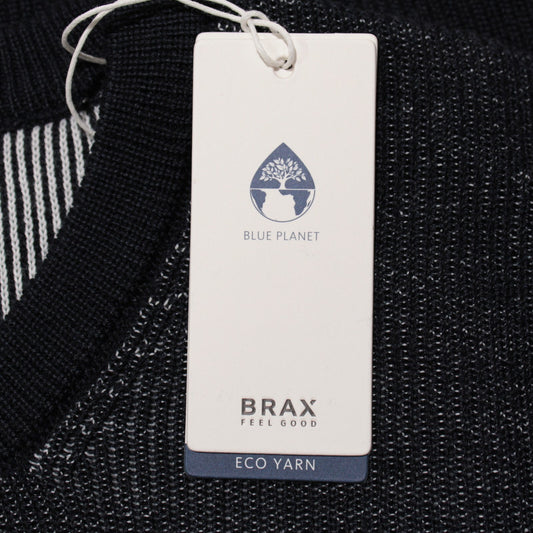 BLUE PLANET
BRAX
FEEL GOOD
ECO YARN